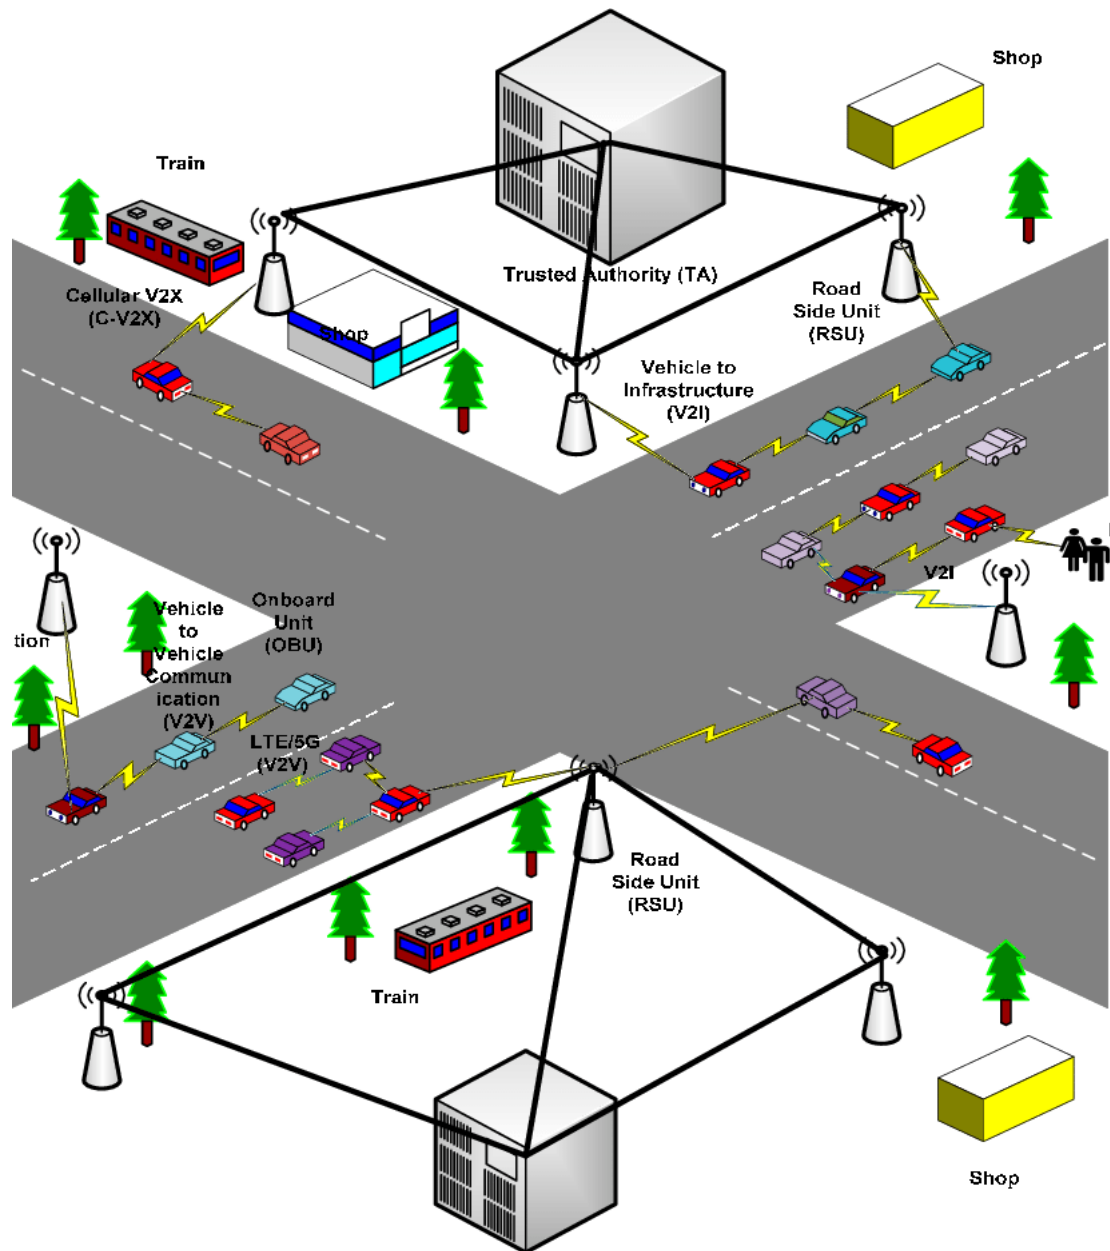 Shop
Train
Trusted Authority (TA)
Cellular V2X
(C-V2X)
Road
Side Unit
(RSU)
Shop
Vehicle to
Infrastructure
(V2I)
V2I
Onboard
Unit
(OBU)
Vehicle
to
Vehicle
Commun
ication
(V2V)
tion
LTE/5G
(V2V)
Road
Side Unit
(RSU)
Train
Shop